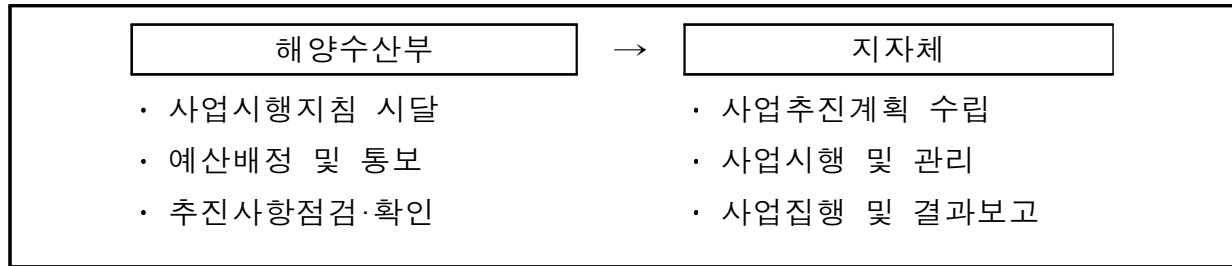 해양수산부 → 지자체
· 사업시행지침 시달
· 예산배정 및 통보
· 추진사항점검·확인
· 사업추진계획 수립
· 사업시행 및 관리
· 사업집행 및 결과보고